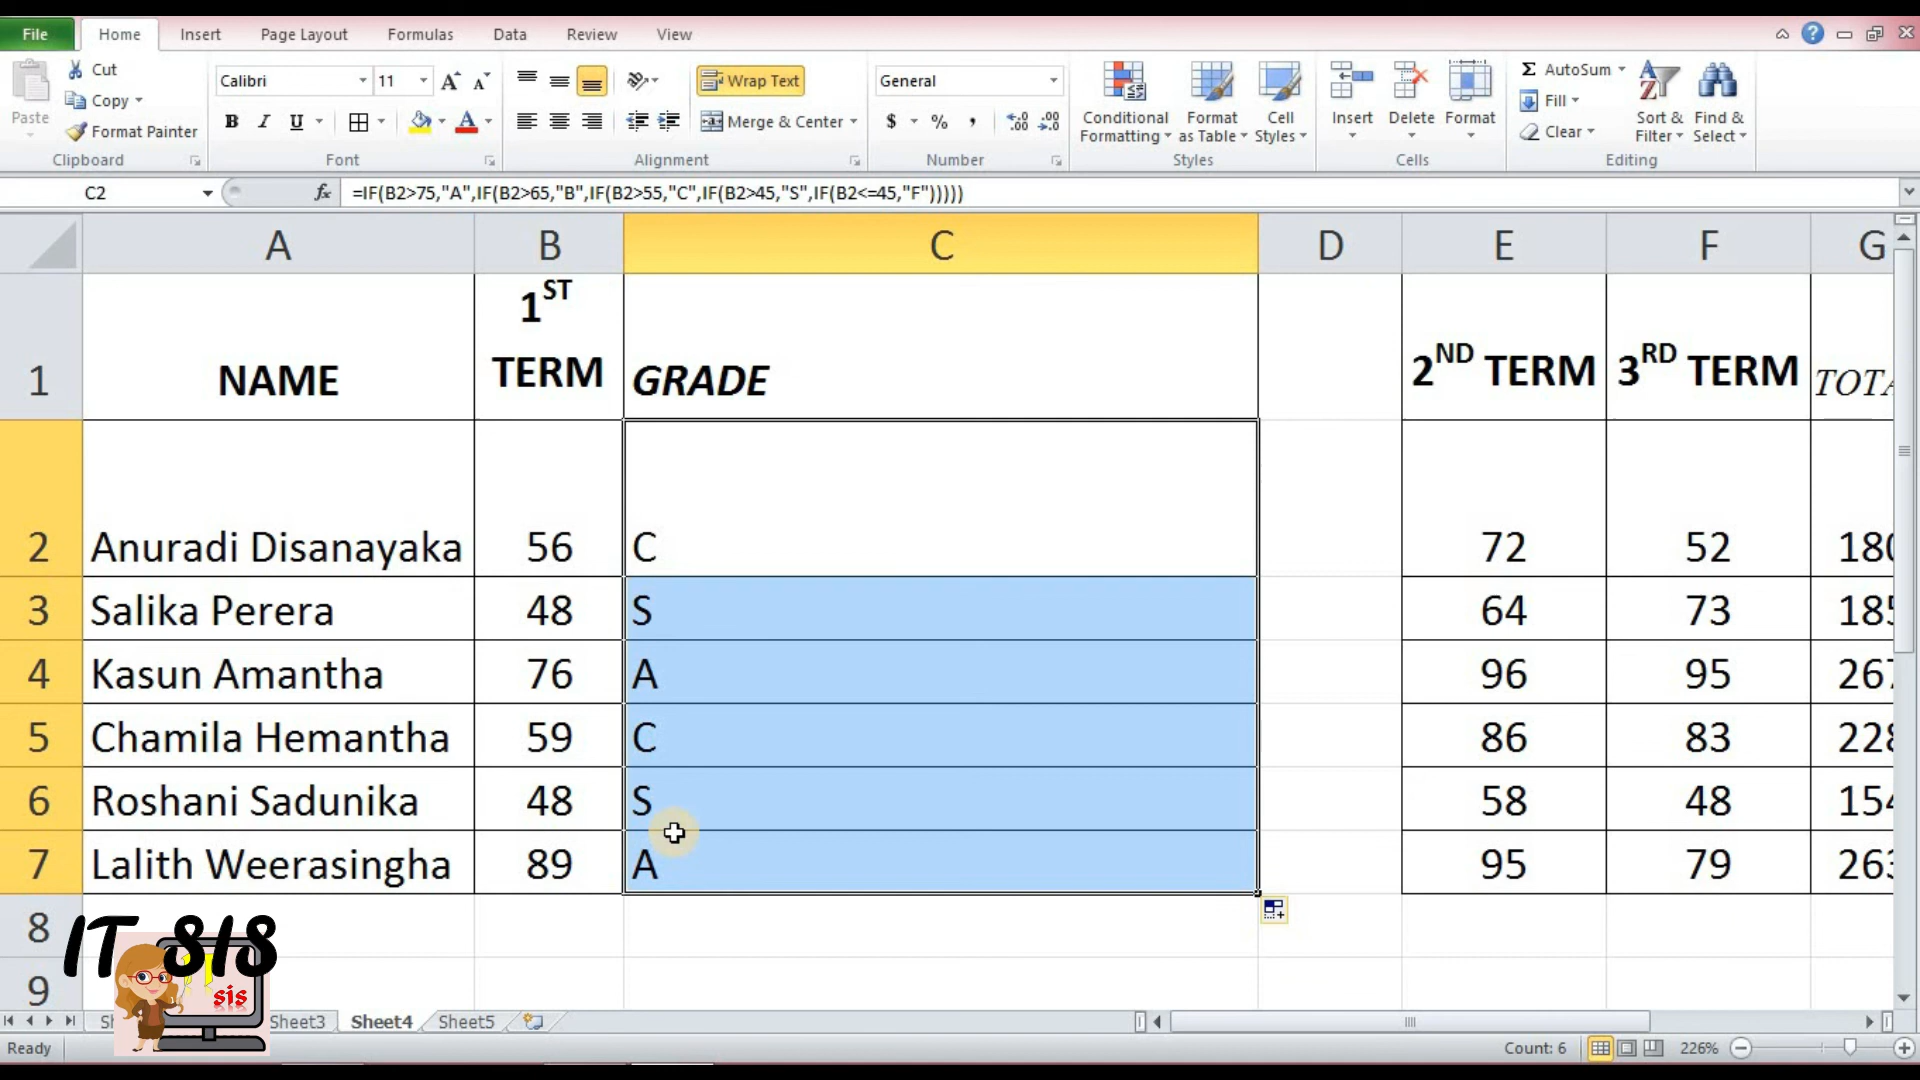 File Home Insert Page Layout Formulas Data Review View
Cut
Calibri 11 Wrap Text General AutoSum
Copy Fill
Paste Conditional Format Cell Insert Delete Format Sort & Find &
Format Painter B I U Merge & Center $ % , Formatting as Table Styles Clear Filter Select
Clipboard Font Alignment Number Styles Cells Editing
C2 fx =IF(B2>75,"A",IF(B2>65,"B",IF(B2>55,"C",IF(B2>45,"S",IF(B2<=45,"F")))))
A B C D E F G
1 NAME 1ST TERM GRADE 2ND TERM 3RD TERM
2 Anuradi Disanayaka 56 C 72 52
3 Salika Perera 48 S 64 73
4 Kasun Amantha 76 A 96 95
5 Chamila Hemantha 59 C 86 83
6 Roshani Sadunika 48 S 58 48
7 Lalith Weerasingha 89 A 95 79
8
9
IT SIS
sis
Sheet3 Sheet4 Sheet5
Ready Count: 6 226%